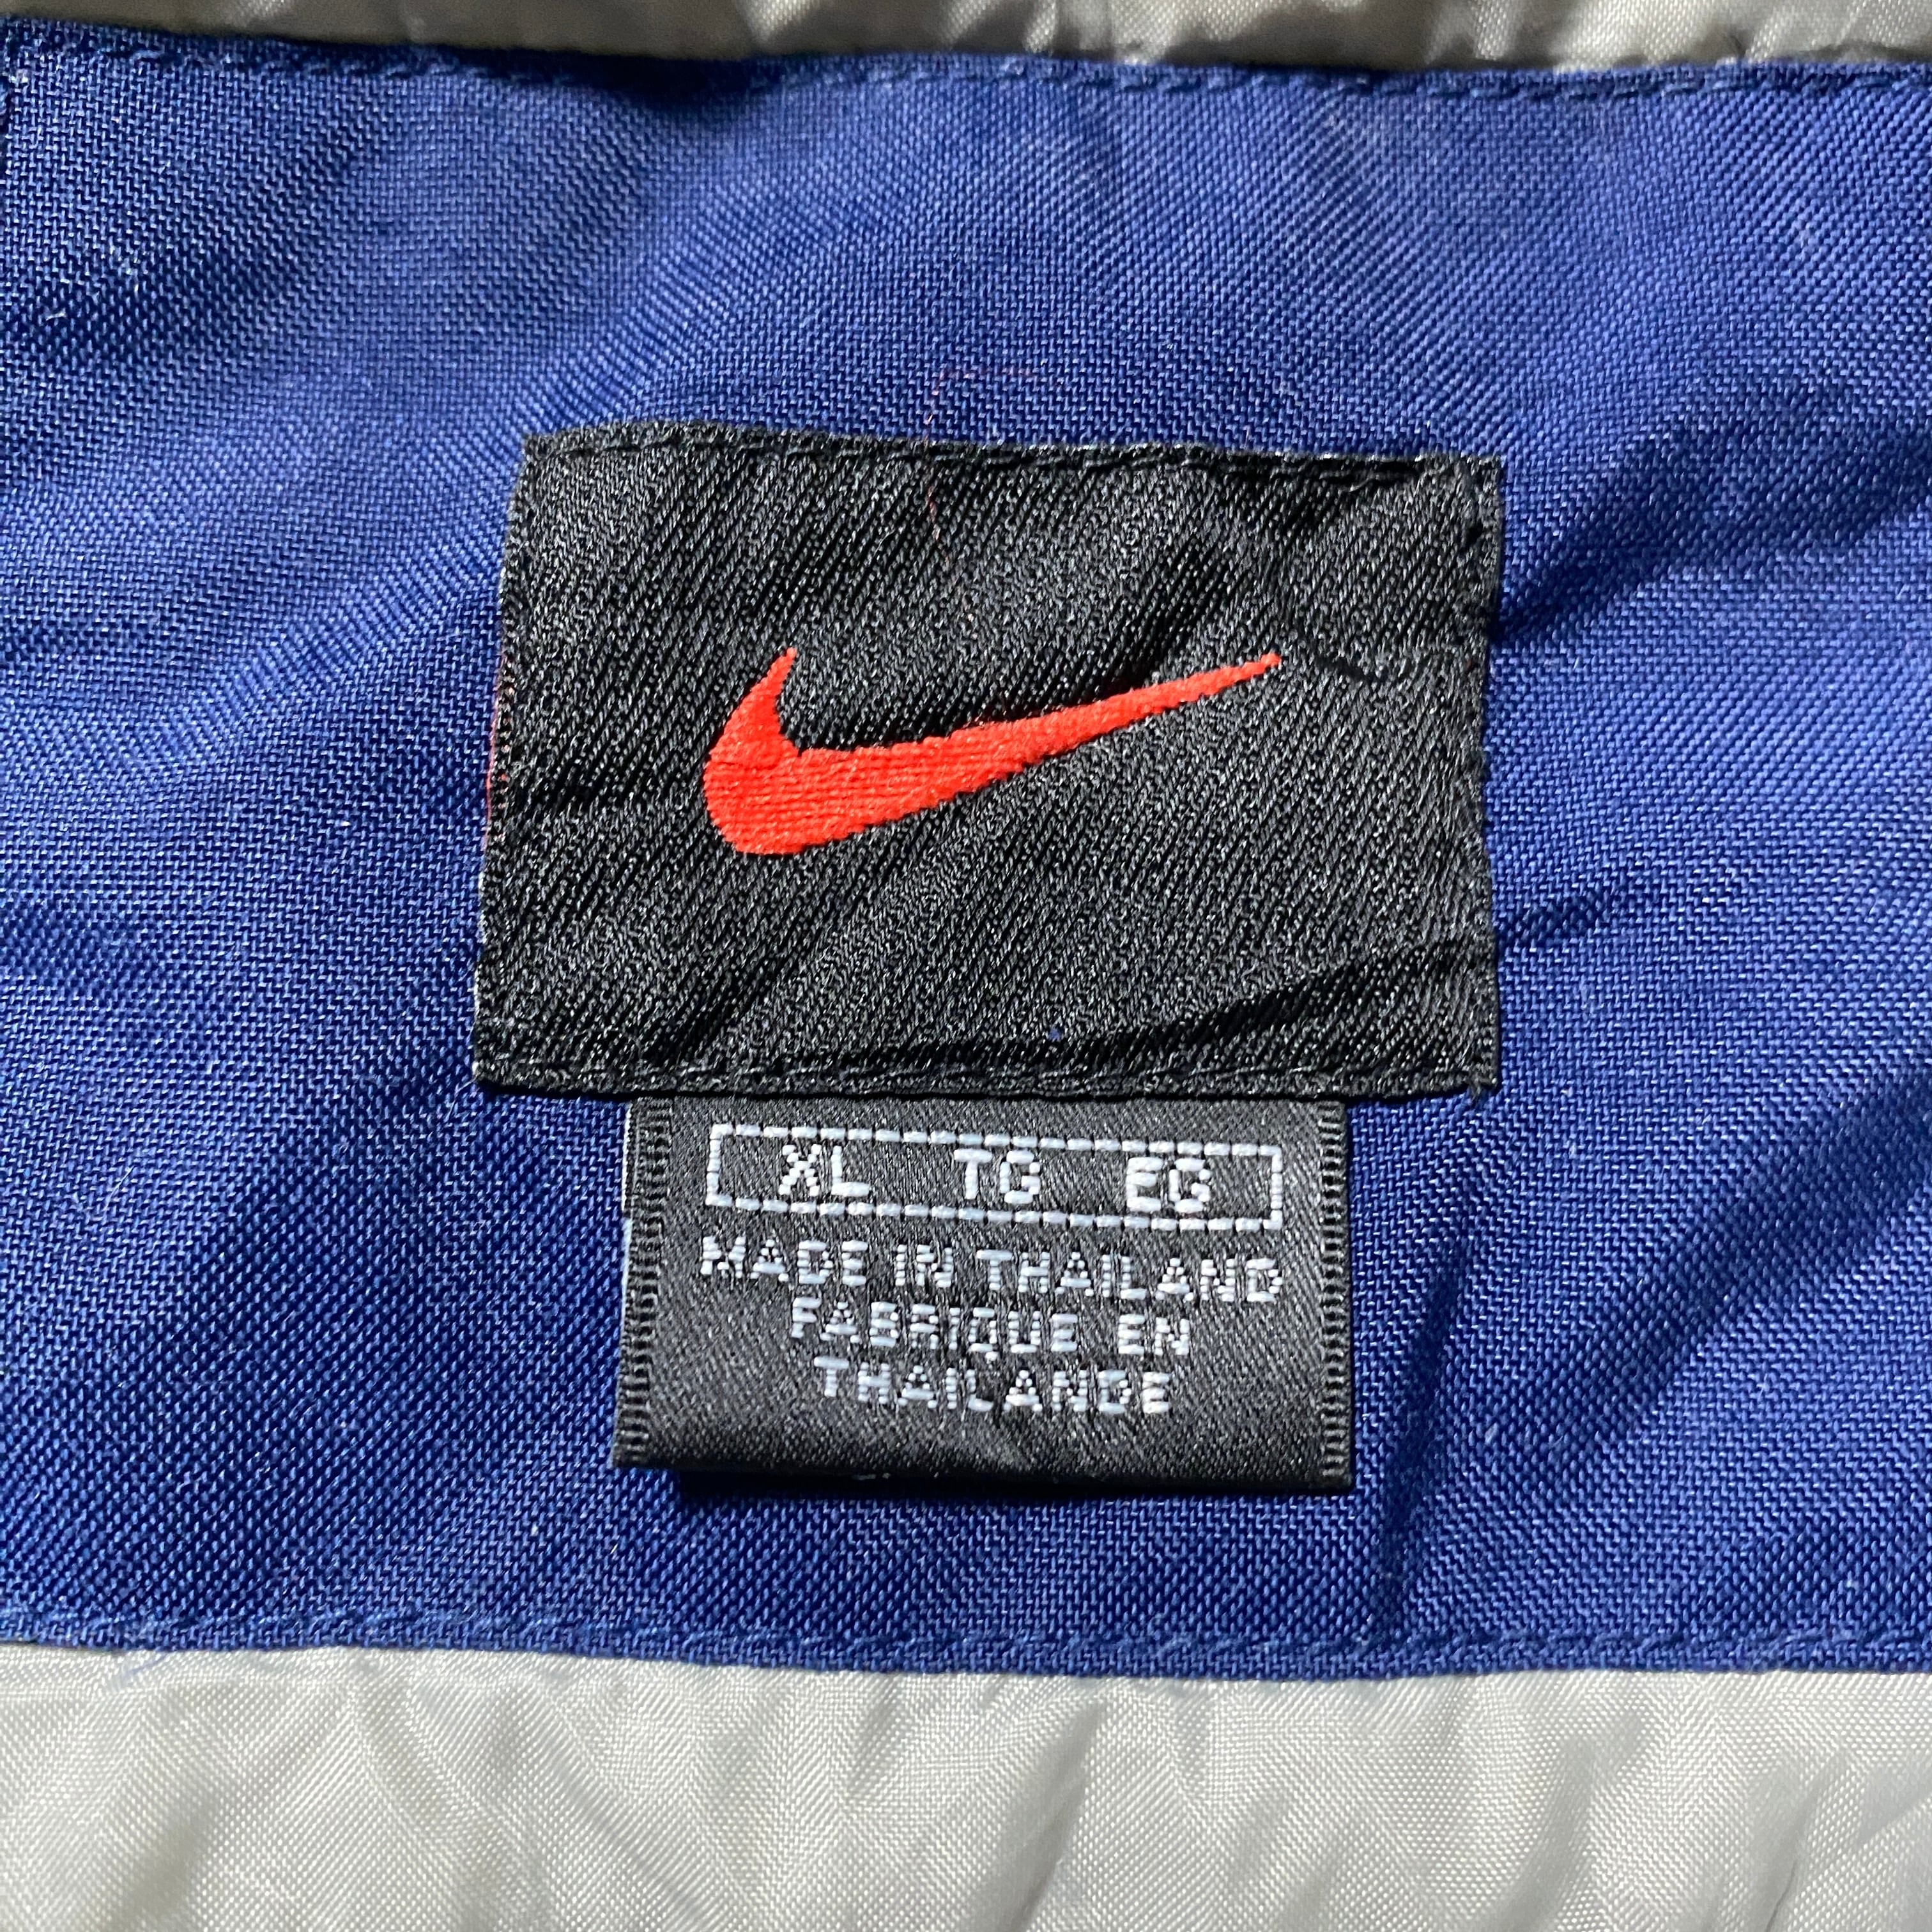 XL TG EG
MADE IN THAILAND
FABRIQUE EN
THAILANDE